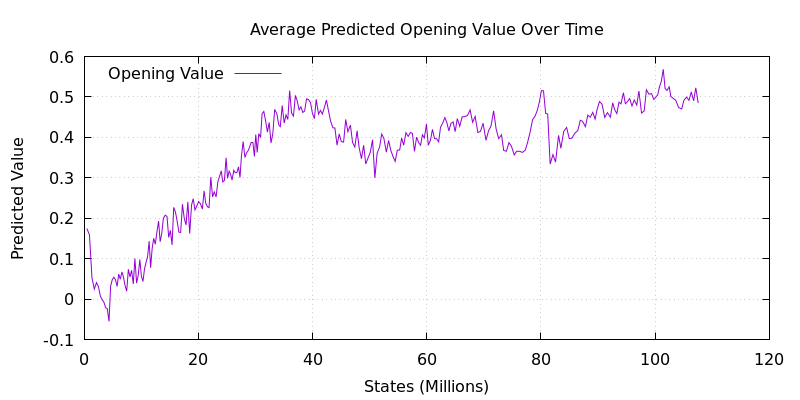 Average Predicted Opening Value Over Time
Opening Value
Predicted Value
0.6
0.5
0.4
0.3
0.2
0.1
0
-0.1
0 20 40 60 80 100 120
States (Millions)